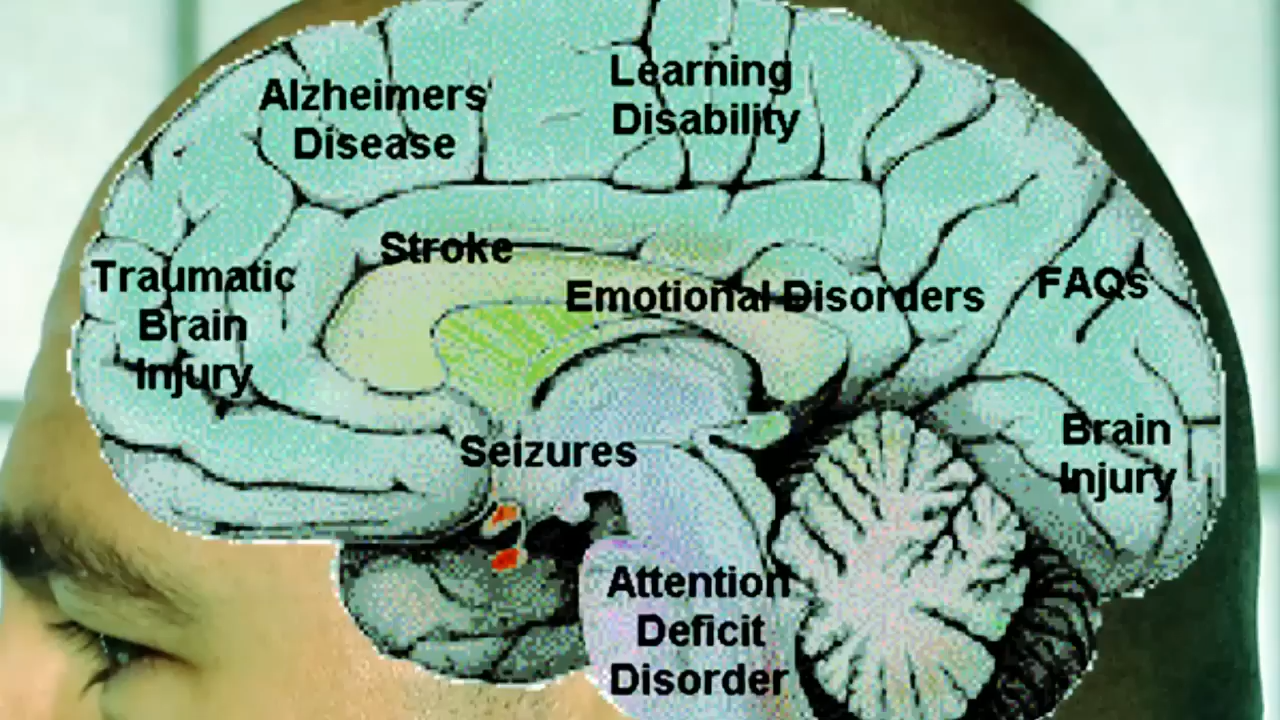 Alzheimers
Disease
Learning
Disability
Stroke
Traumatic
Brain
Injury
Emotional Disorders
FAQs
Seizures
Brain
Injury
Attention
Deficit
Disorder